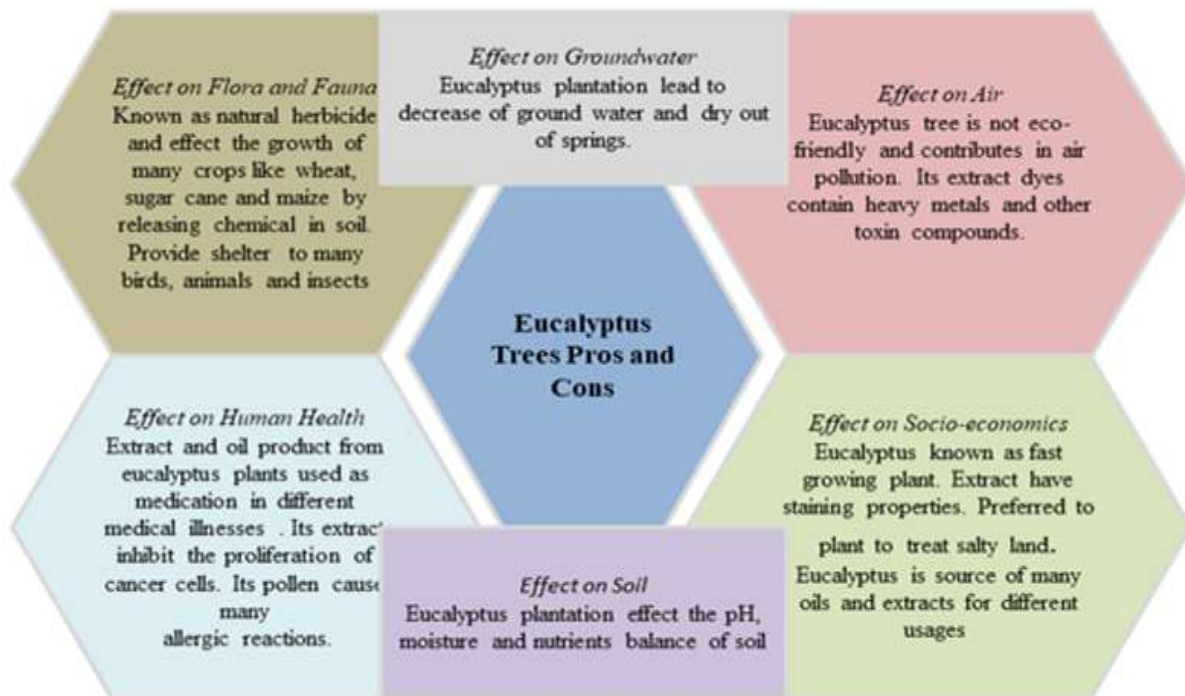 Effect on Flora and Fauna
Known as natural herbicide
and effect the growth of
many crops like wheat,
sugar cane and maize by
releasing chemical in soil.
Provide shelter to many
birds, animals and insects
Effect on Groundwater
Eucalyptus plantation lead to
decrease of ground water and dry out
of springs.
Effect on Air
Eucalyptus tree is not eco-
friendly and contributes in air
pollution. Its extract dyes
contain heavy metals and other
toxin compounds.
Eucalyptus
Trees Pros and
Cons
Effect on Human Health
Extract and oil product from
eucalyptus plants used as
medication in different
medical illnesses . Its extract
inhibit the proliferation of
cancer cells. Its pollen cause
many
allergic reactions.
Effect on Soil
Eucalyptus plantation effect the pH,
moisture and nutrients balance of soil
Effect on Socio-economics
Eucalyptus known as fast
growing plant. Extract have
staining properties. Preferred to
plant to treat salty land.
Eucalyptus is source of many
oils and extracts for different
usages